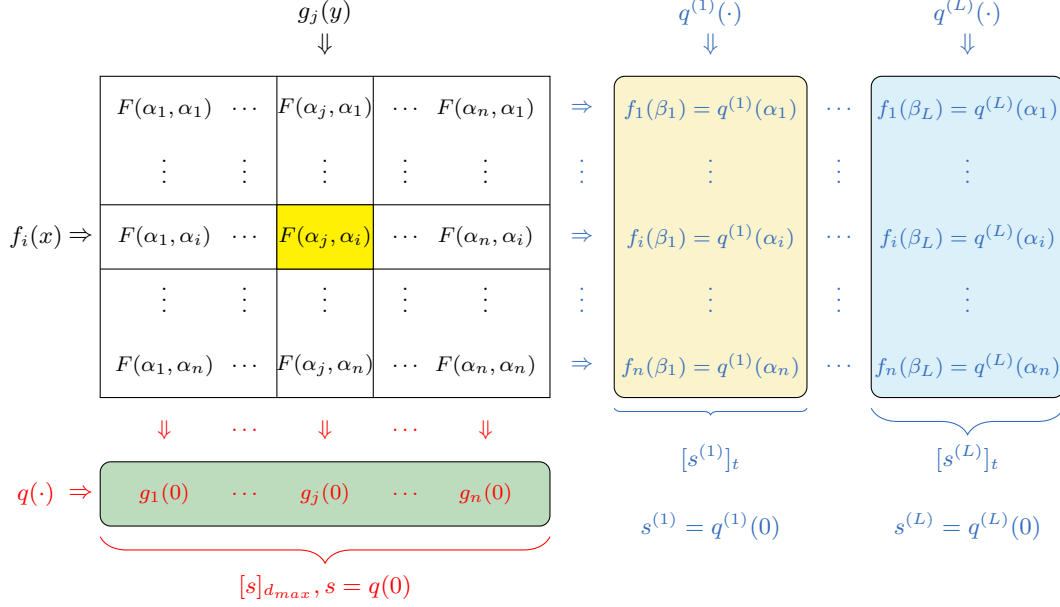 g_j(y) q^{(1)}(·) q^{(L)}(·)
⇓ ⇓ ⇓
F(α_1, α_1) ⋯ F(α_j, α_1) ⋯ F(α_n, α_1) ⇒ f_1(β_1) = q^{(1)}(α_1) ⋯ f_1(β_L) = q^{(L)}(α_1)
⋮ ⋮ ⋮ ⋮ ⋮ ⋮ ⋮ ⋮ ⋮
f_i(x) ⇒ F(α_1, α_i) ⋯ F(α_j, α_i) ⋯ F(α_n, α_i) ⇒ f_i(β_1) = q^{(1)}(α_i) ⋯ f_i(β_L) = q^{(L)}(α_i)
⋮ ⋮ ⋮ ⋮ ⋮ ⋮ ⋮ ⋮ ⋮
F(α_1, α_n) ⋯ F(α_j, α_n) ⋯ F(α_n, α_n) ⇒ f_n(β_1) = q^{(1)}(α_n) ⋯ f_n(β_L) = q^{(L)}(α_n)
⇓ ⋯ ⇓ ⋯ ⇓
[s^{(1)}]_t [s^{(L)}]_t
q(·) ⇒ g_1(0) ⋯ g_j(0) ⋯ g_n(0)
s^{(1)} = q^{(1)}(0) s^{(L)} = q^{(L)}(0)
[s]_{d_{max}}, s = q(0)